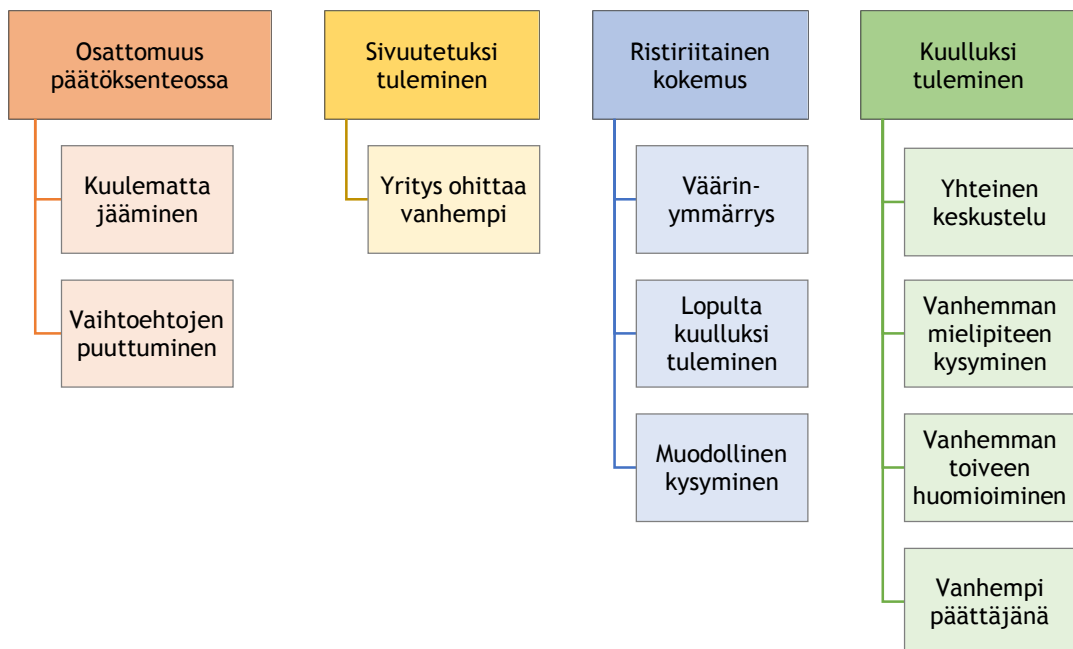 Osattomuus
päätöksenteossa
Kuulematta
jääminen
Vaihtoehtojen
puuttuminen
Sivuutetuksi
tuleminen
Yritys ohittaa
vanhempi
Ristiriitainen
kokemus
Väärin-
ymmärrys
Lopulta
kuulluksi
tuleminen
Muodollinen
kysyminen
Kuulluksi
tuleminen
Yhteinen
keskustelu
Vanhemman
mielipiteen
kysyminen
Vanhemman
toiveen
huomioiminen
Vanhempi
päättäjänä